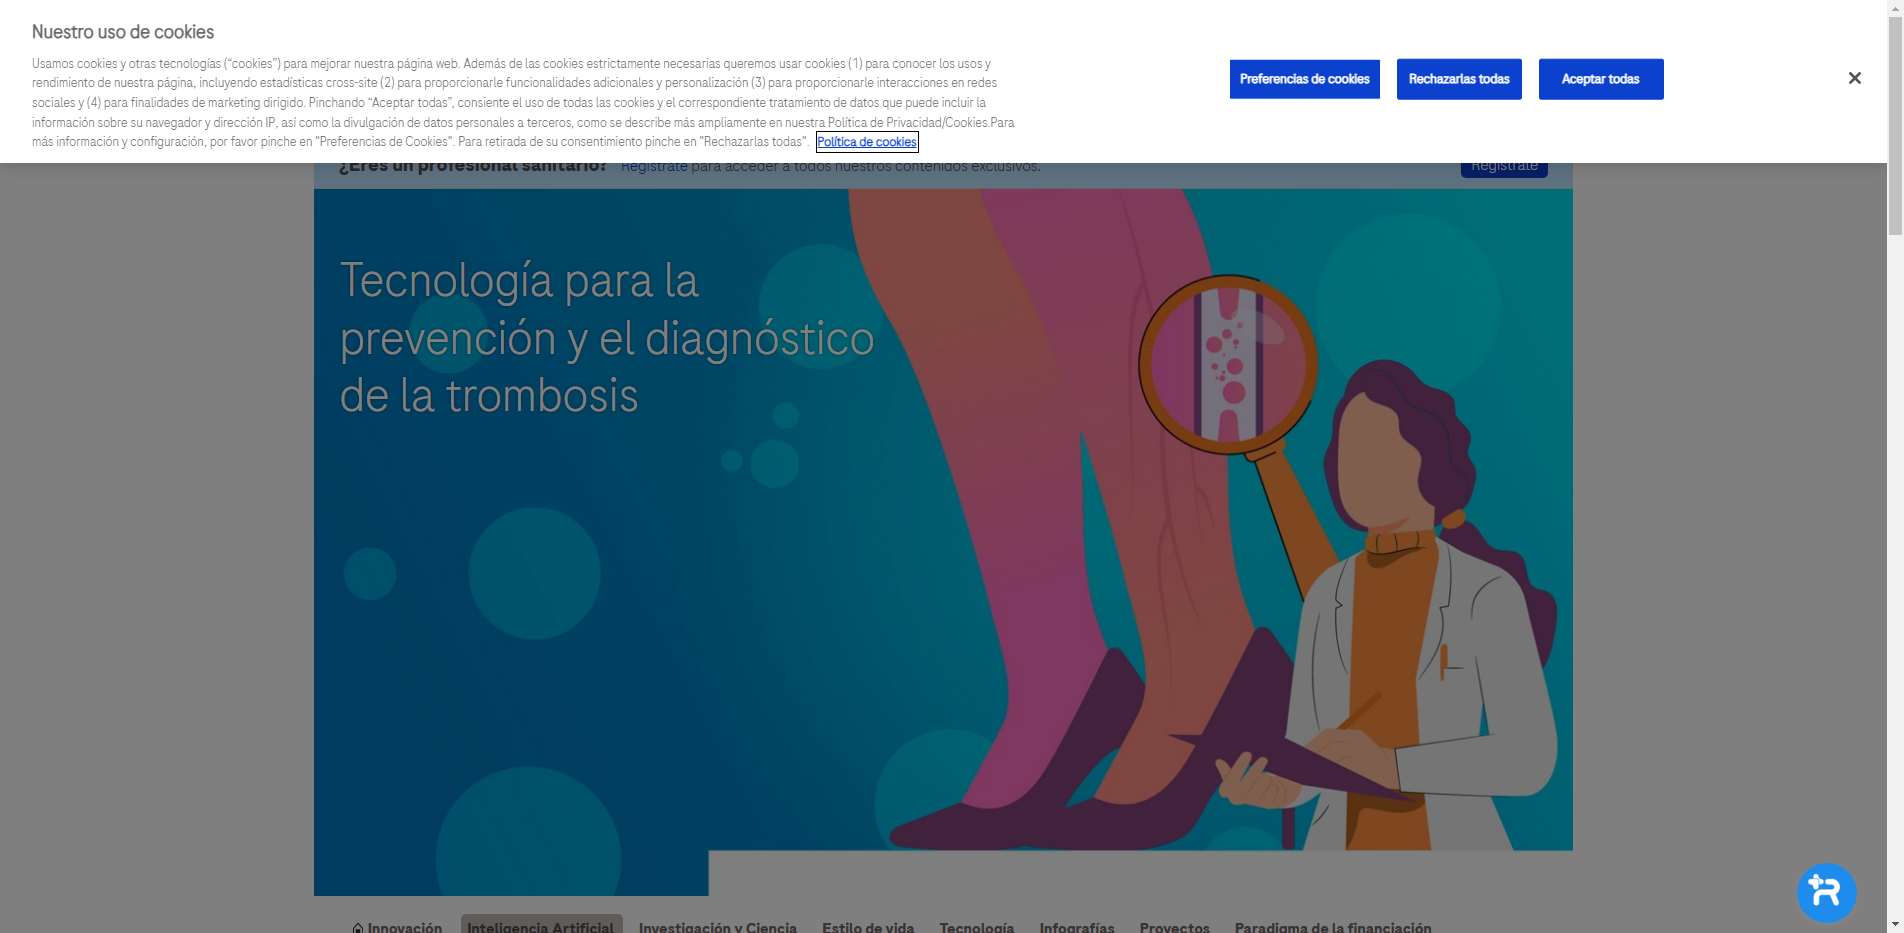 Nuestro uso de cookies
Usamos cookies y otras tecnologías (“cookies”) para mejorar nuestra página web. Además de las cookies estrictamente necesarias queremos usar cookies (1) para conocer los usos y
rendimiento de nuestra página, incluyendo estadísticas cross-site (2) para proporcionarle funcionalidades adicionales y personalización (3) para proporcionarle interacciones en redes
sociales y (4) para finalidades de marketing dirigido. Pinchando “Aceptar todas”, consiente el uso de todas las cookies y el correspondiente tratamiento de datos que puede incluir la
información sobre su navegador y dirección IP, así como la divulgación de datos personales a terceros, como se describe más ampliamente en nuestra Política de Privacidad/Cookies.Para
más información y configuración, por favor pinche en "Preferencias de Cookies". Para retirada de su consentimiento pinche en "Rechazarlas todas". Política de cookies
Preferencias de cookies
Rechazarlas todas
Aceptar todas
¿Eres un profesional sanitario? Regístrate para acceder a todos nuestros contenidos exclusivos.
Regístrate
Tecnología para la
prevención y el diagnóstico
de la trombosis
Innovación Inteligencia Artificial Investigación y Ciencia Estilo de vida Tecnología Infografías Proyectos Paradigma de la financiación